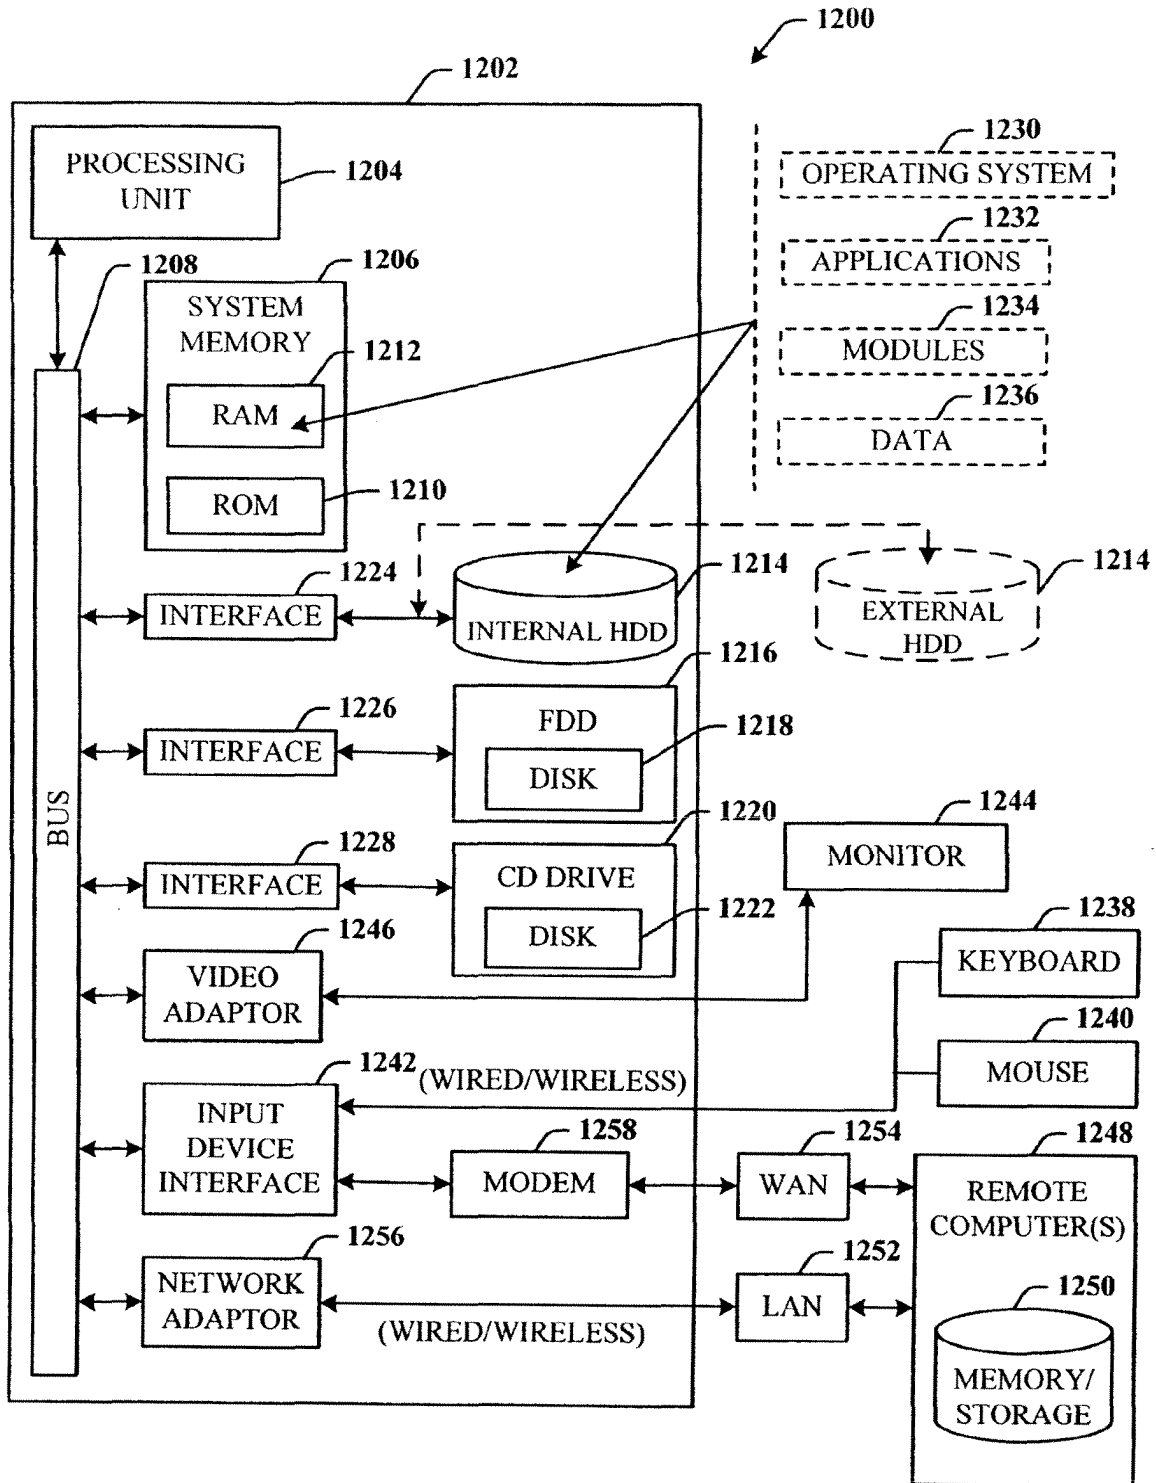 1200
1202
PROCESSING
UNIT
1204
1230
OPERATING SYSTEM
1232
APPLICATIONS
1234
MODULES
1236
DATA
1208
1206
SYSTEM
MEMORY
1212
RAM
1210
ROM
1224
INTERFACE
1214
INTERNAL HDD
1214
EXTERNAL
HDD
1226
INTERFACE
1216
FDD
1218
DISK
BUS
1228
INTERFACE
1220
CD DRIVE
1222
DISK
1244
MONITOR
1246
VIDEO
ADAPTOR
1238
KEYBOARD
1240
MOUSE
1242
(WIRED/WIRELESS)
INPUT
DEVICE
INTERFACE
1258
MODEM
1254
WAN
1248
REMOTE
COMPUTER(S)
1256
NETWORK
ADAPTOR
(WIRED/WIRELESS)
1252
LAN
1250
MEMORY/
STORAGE